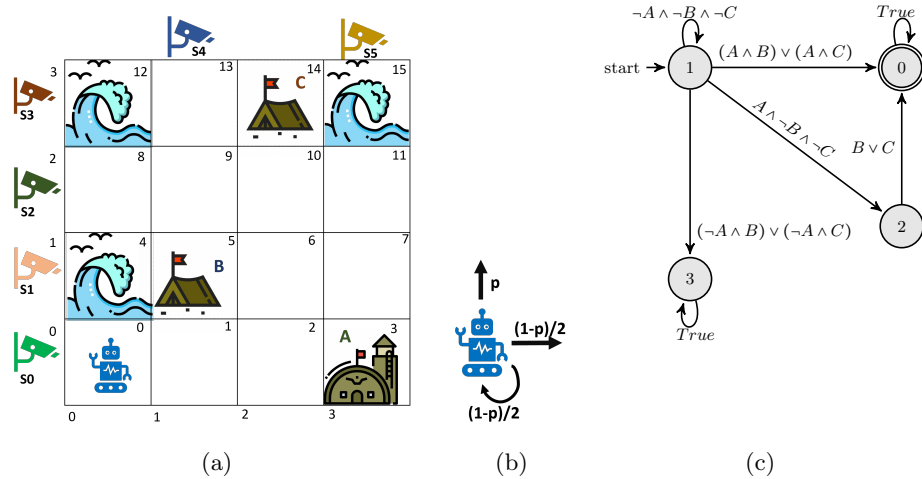 S4
S5
3
12
13
14
15
C
S3
2
8
9
10
11
S2
1
4
5
6
7
B
S1
0
0
1
2
3
A
S0
0
1
2
3
(a)
p
(1-p)/2
(1-p)/2
(b)
¬A ∧ ¬B ∧ ¬C
True
start
1
(A ∧ B) ∨ (A ∧ C)
0
A ∧ ¬B ∧ ¬C
B ∨ C
2
(¬A ∧ B) ∨ (¬A ∧ C)
3
True
(c)